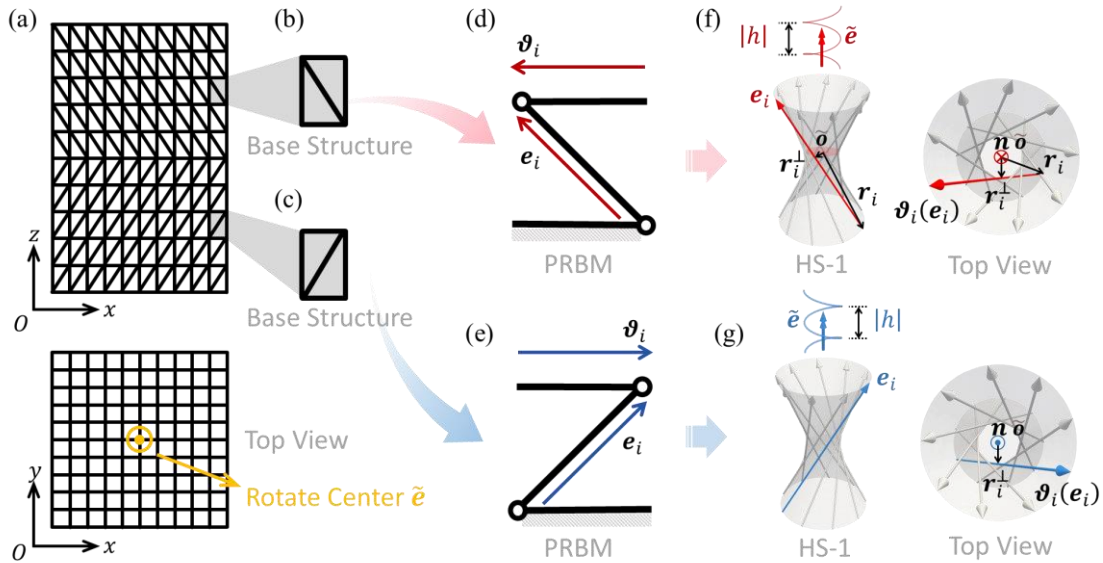 (a)
(b)
Base Structure
(c)
Base Structure
z
O
x
y
O
x
Top View
Rotate Center ẽ
(d)
ϑᵢ
eᵢ
PRBM
(e)
ϑᵢ
eᵢ
PRBM
(f)
|h|
ẽ
eᵢ
õ
rᵢ⊥
rᵢ
HS-1
n õ
rᵢ
rᵢ⊥
ϑᵢ(eᵢ)
Top View
(g)
ẽ
|h|
eᵢ
HS-1
n õ
rᵢ⊥
ϑᵢ(eᵢ)
Top View